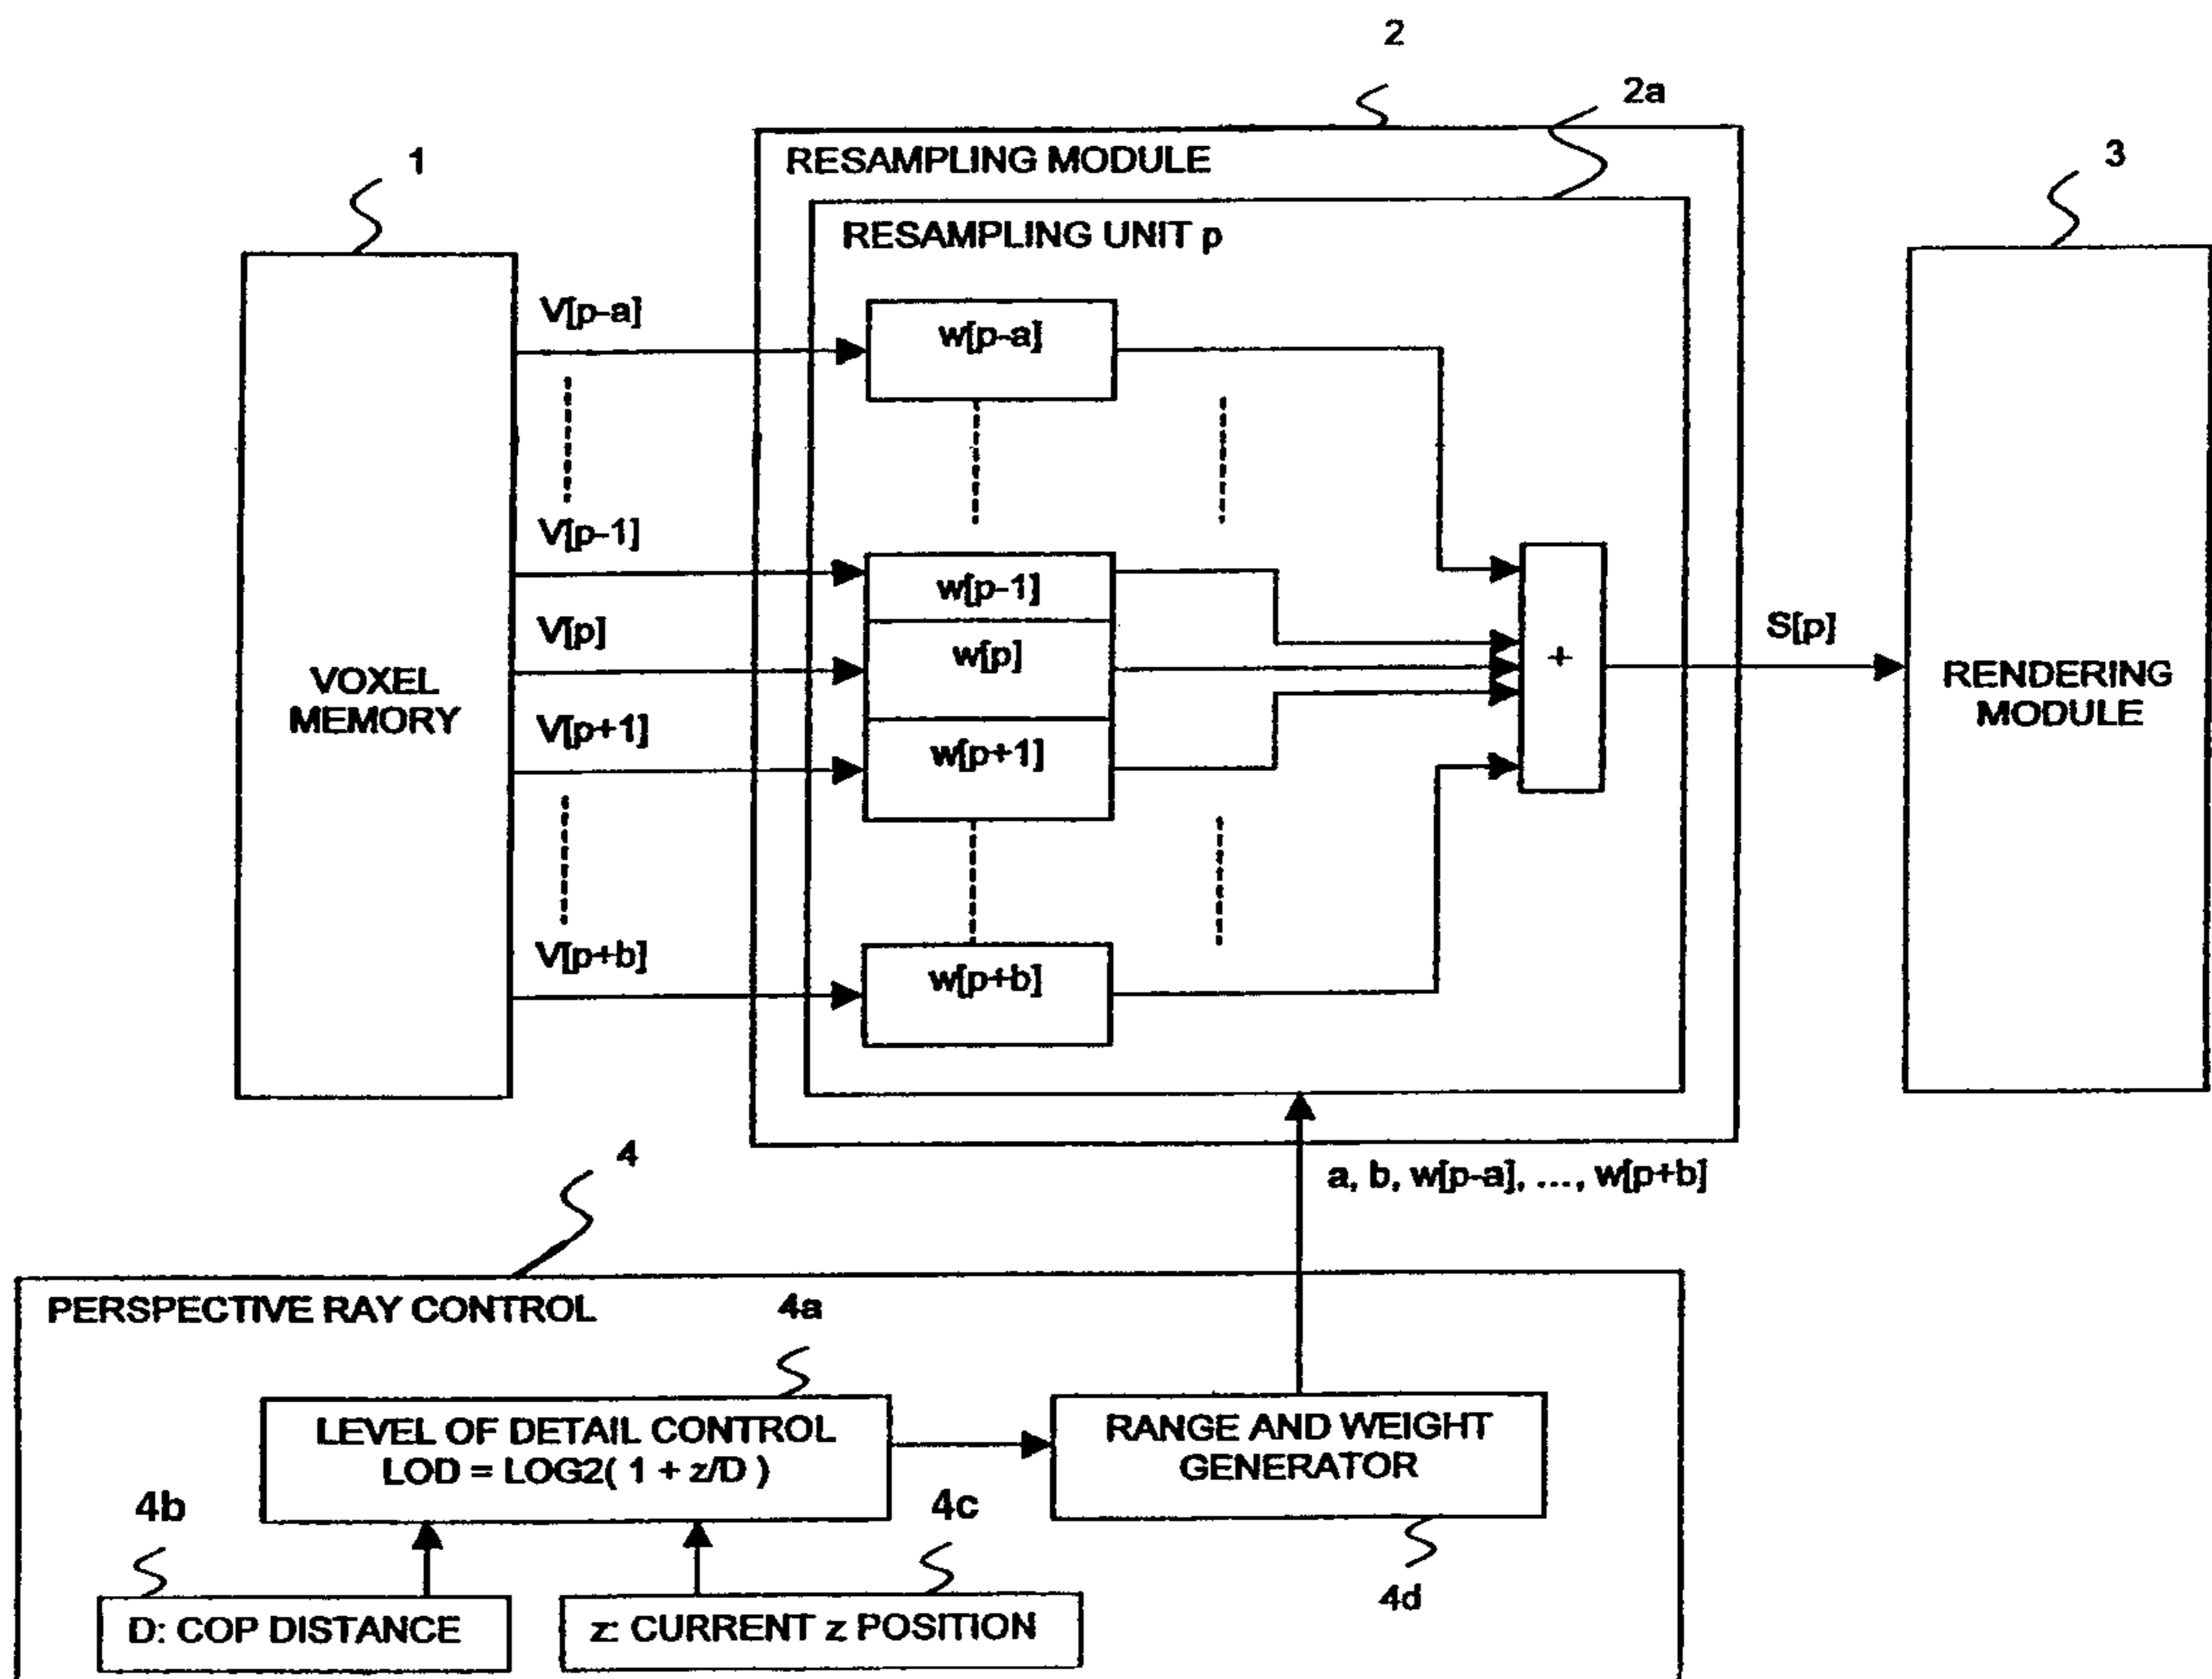 2
2a
1
RESAMPLING MODULE
3
RESAMPLING UNIT p
V[p-a]
w[p-a]
V[p-1]
w[p-1]
V[p]
w[p]
+
S[p]
VOXEL
MEMORY
RENDERING
MODULE
V[p+1]
w[p+1]
V[p+b]
w[p+b]
4
a, b, w[p-a], ..., w[p+b]
PERSPECTIVE RAY CONTROL
4a
LEVEL OF DETAIL CONTROL
LOD = LOG2( 1 + z/D )
RANGE AND WEIGHT
GENERATOR
4b
4c
4d
D: COP DISTANCE
z: CURRENT z POSITION